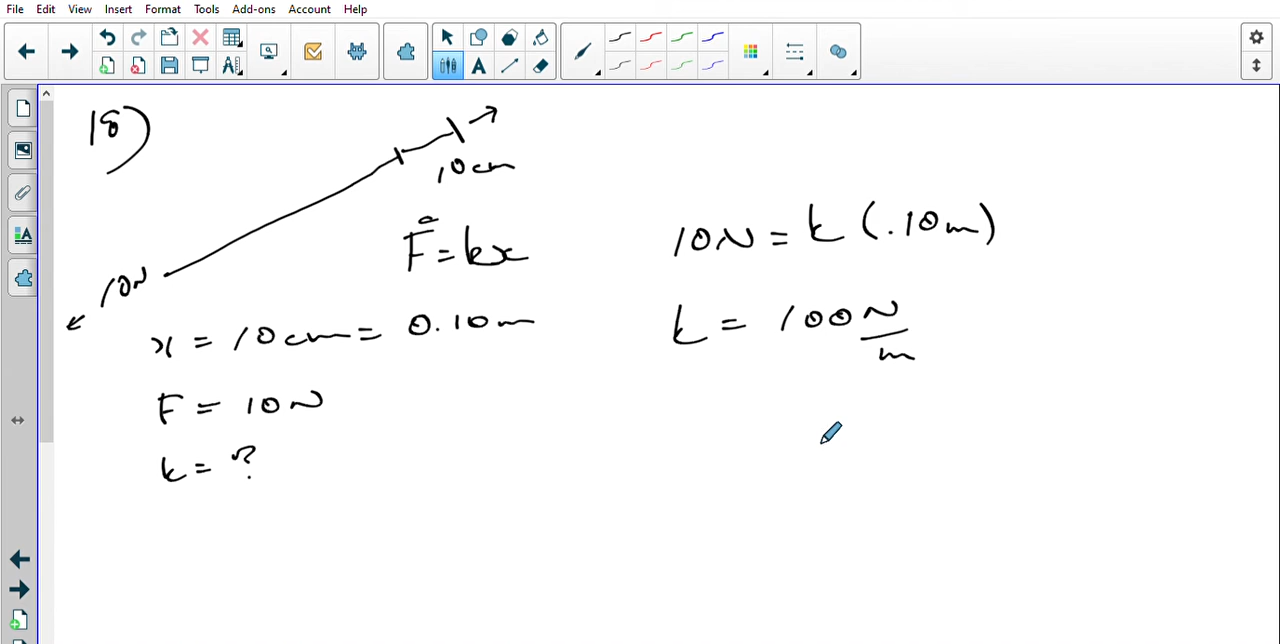 File Edit View Insert Format Tools Add-ons Account Help
18)
10cm
10N
F = kx
x = 10cm = 0.10m
F = 10N
k = ?
10N = k (.10m)
k = 100 N/m